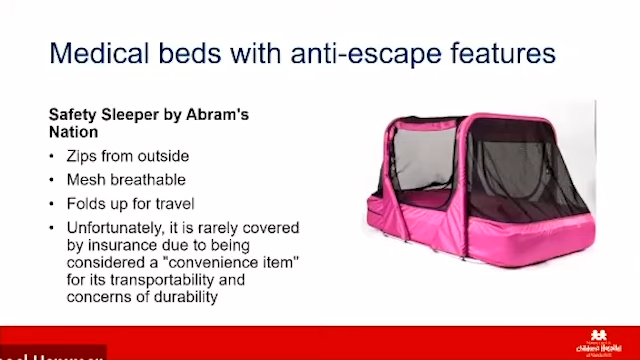 Medical beds with anti-escape features
Safety Sleeper by Abram's
Nation
• Zips from outside
• Mesh breathable
• Folds up for travel
• Unfortunately, it is rarely covered
by insurance due to being
considered a "convenience item"
for its transportability and
concerns of durability